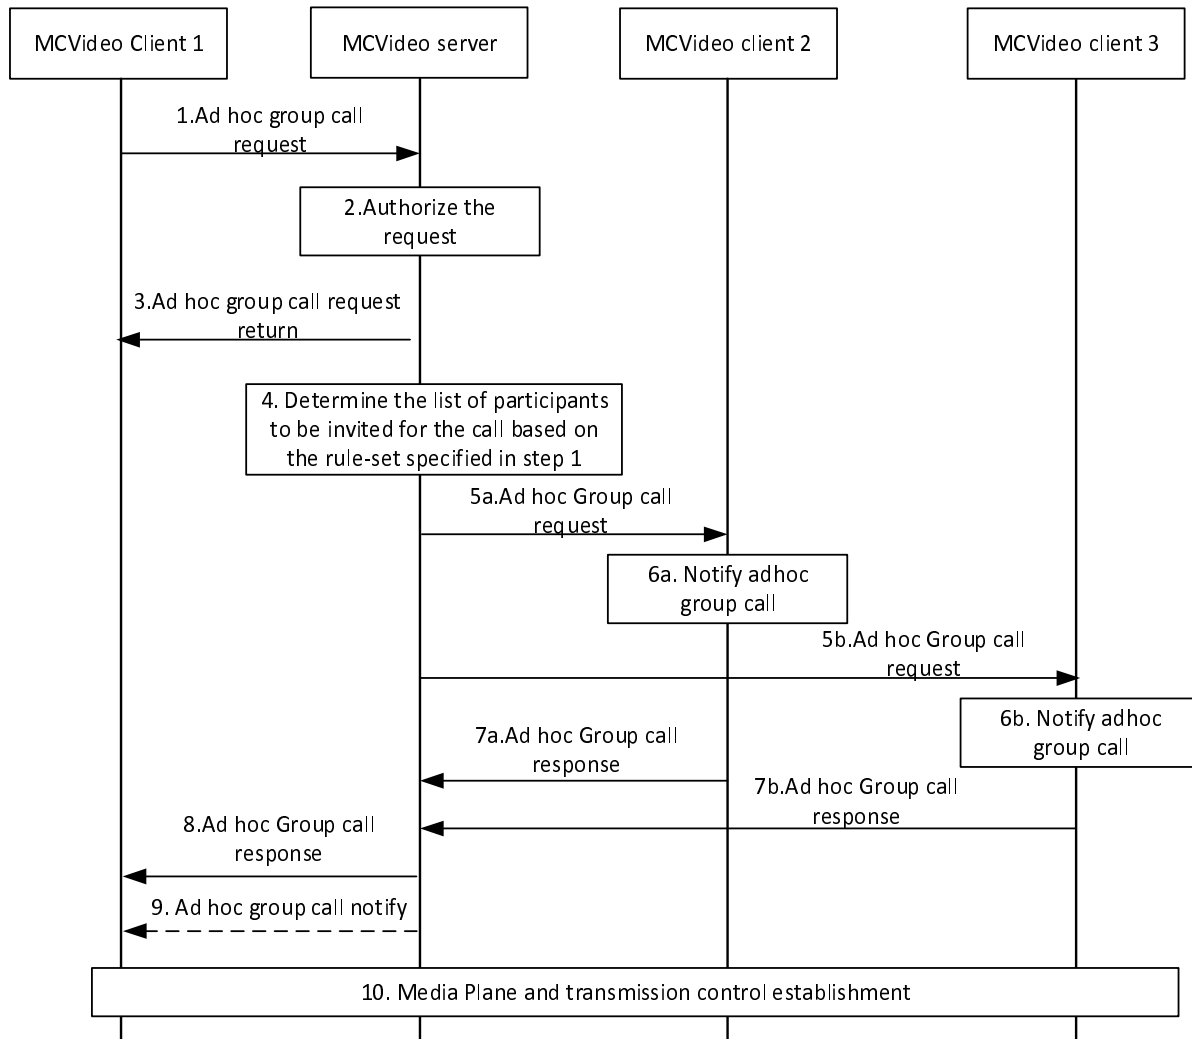 MCVideo Client 1
MCVideo server
MCVideo client 2
MCVideo client 3
1.Ad hoc group call
request
2.Authorize the
request
3.Ad hoc group call request
return
4. Determine the list of participants
to be invited for the call based on
the rule-set specified in step 1
5a.Ad hoc Group call
request
6a. Notify adhoc
group call
5b.Ad hoc Group call
request
6b. Notify adhoc
group call
7a.Ad hoc Group call
response
7b.Ad hoc Group call
response
8.Ad hoc Group call
response
9. Ad hoc group call notify
10. Media Plane and transmission control establishment